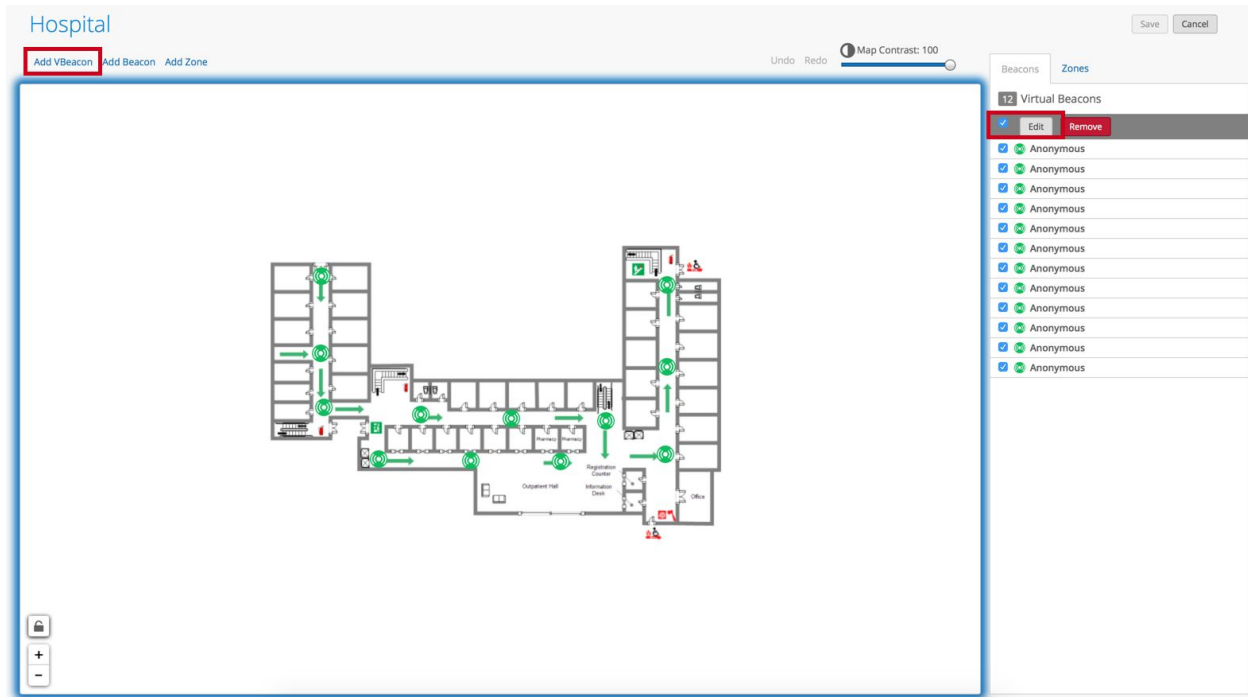 Hospital
Save Cancel
Add VBeacon Add Beacon Add Zone
Undo Redo
Map Contrast: 100
Beacons Zones
12 Virtual Beacons
Edit Remove
Anonymous
Anonymous
Anonymous
Anonymous
Anonymous
Anonymous
Anonymous
Anonymous
Anonymous
Anonymous
Anonymous
Anonymous
Pharmacy Pharmacy
Registration
Counter
Outpatient Hall
Information
Desk
Office
+
−